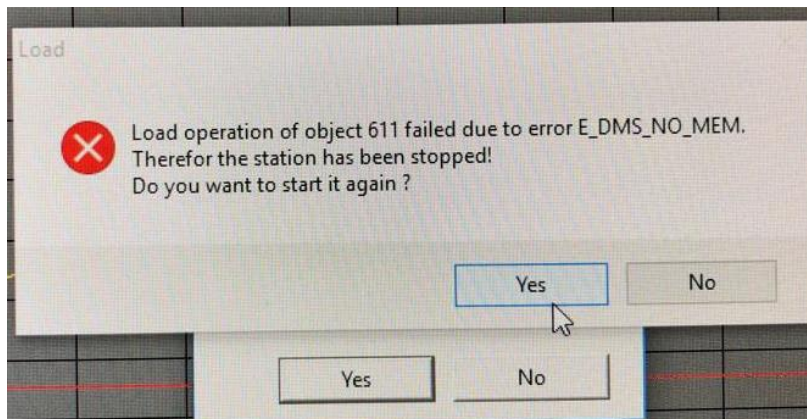 Load
Load operation of object 611 failed due to error E_DMS_NO_MEM.
Therefor the station has been stopped!
Do you want to start it again ?
Yes
No
Yes
No